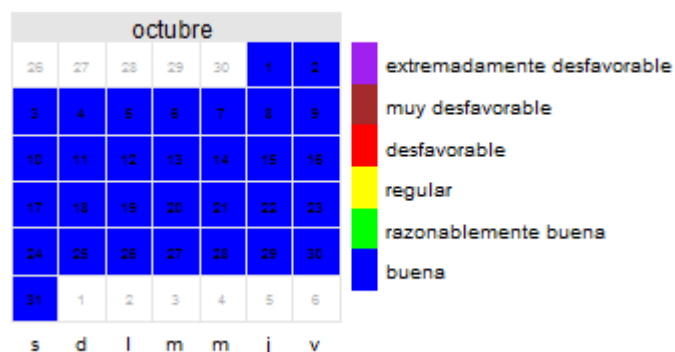 octubre
26 27 28 29 30 1 2
3 4 5 6 7 8 9
10 11 12 13 14 15 16
17 18 19 20 21 22 23
24 25 26 27 28 29 30
31 1 2 3 4 5 6
s d l m m j v
extremadamente desfavorable
muy desfavorable
desfavorable
regular
razonablemente buena
buena